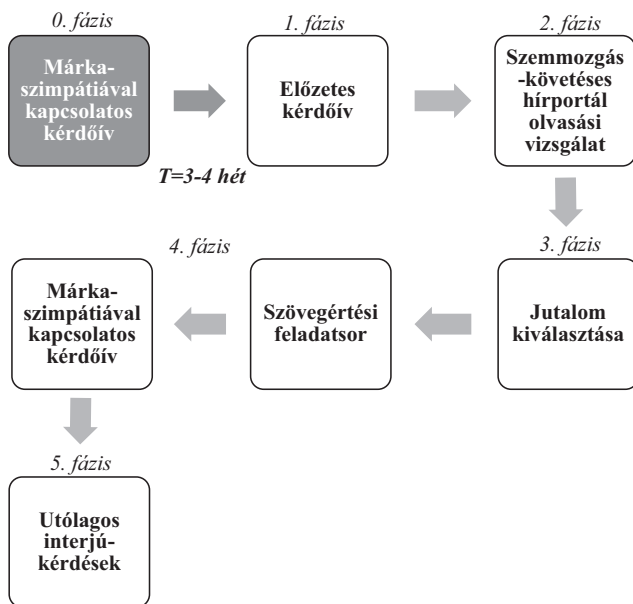 0. fázis
Márka-
szimpátiával
kapcsolatos
kérdőív
T=3-4 hét
1. fázis
Előzetes
kérdőív
2. fázis
Szemmozgás
-követéses
hírportál
olvasási
vizsgálat
3. fázis
Jutalom
kiválasztása
4. fázis
Szövegértési
feladatsor
Márka-
szimpátiával
kapcsolatos
kérdőív
5. fázis
Utólagos
interjú-
kérdések